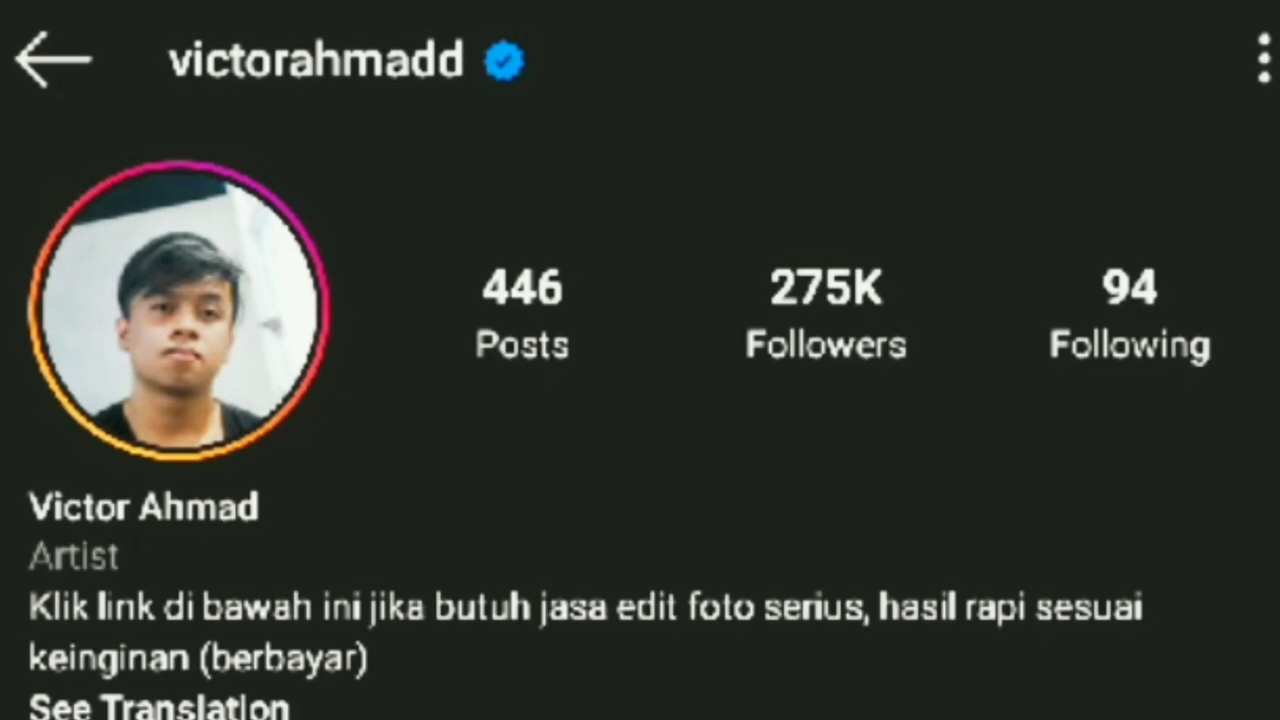 victorahmadd
446 275K 94
Posts Followers Following
Victor Ahmad
Artist
Klik link di bawah ini jika butuh jasa edit foto serius, hasil rapi sesuai
keinginan (berbayar)
See Translation